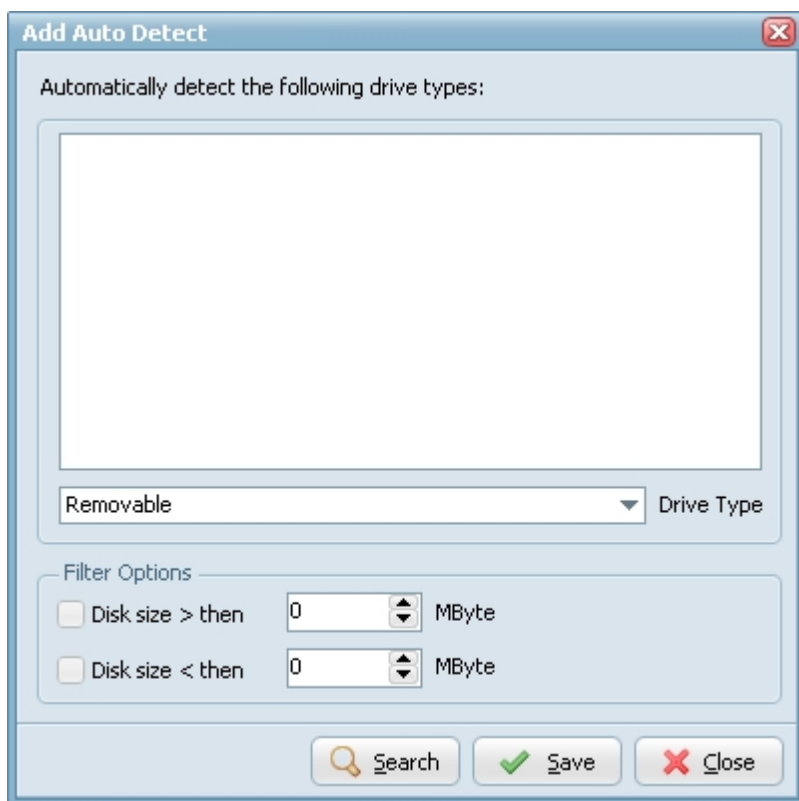 Add Auto Detect
Automatically detect the following drive types:
Removable Drive Type
Filter Options
Disk size > then 0 MByte
Disk size < then 0 MByte
Search Save Close